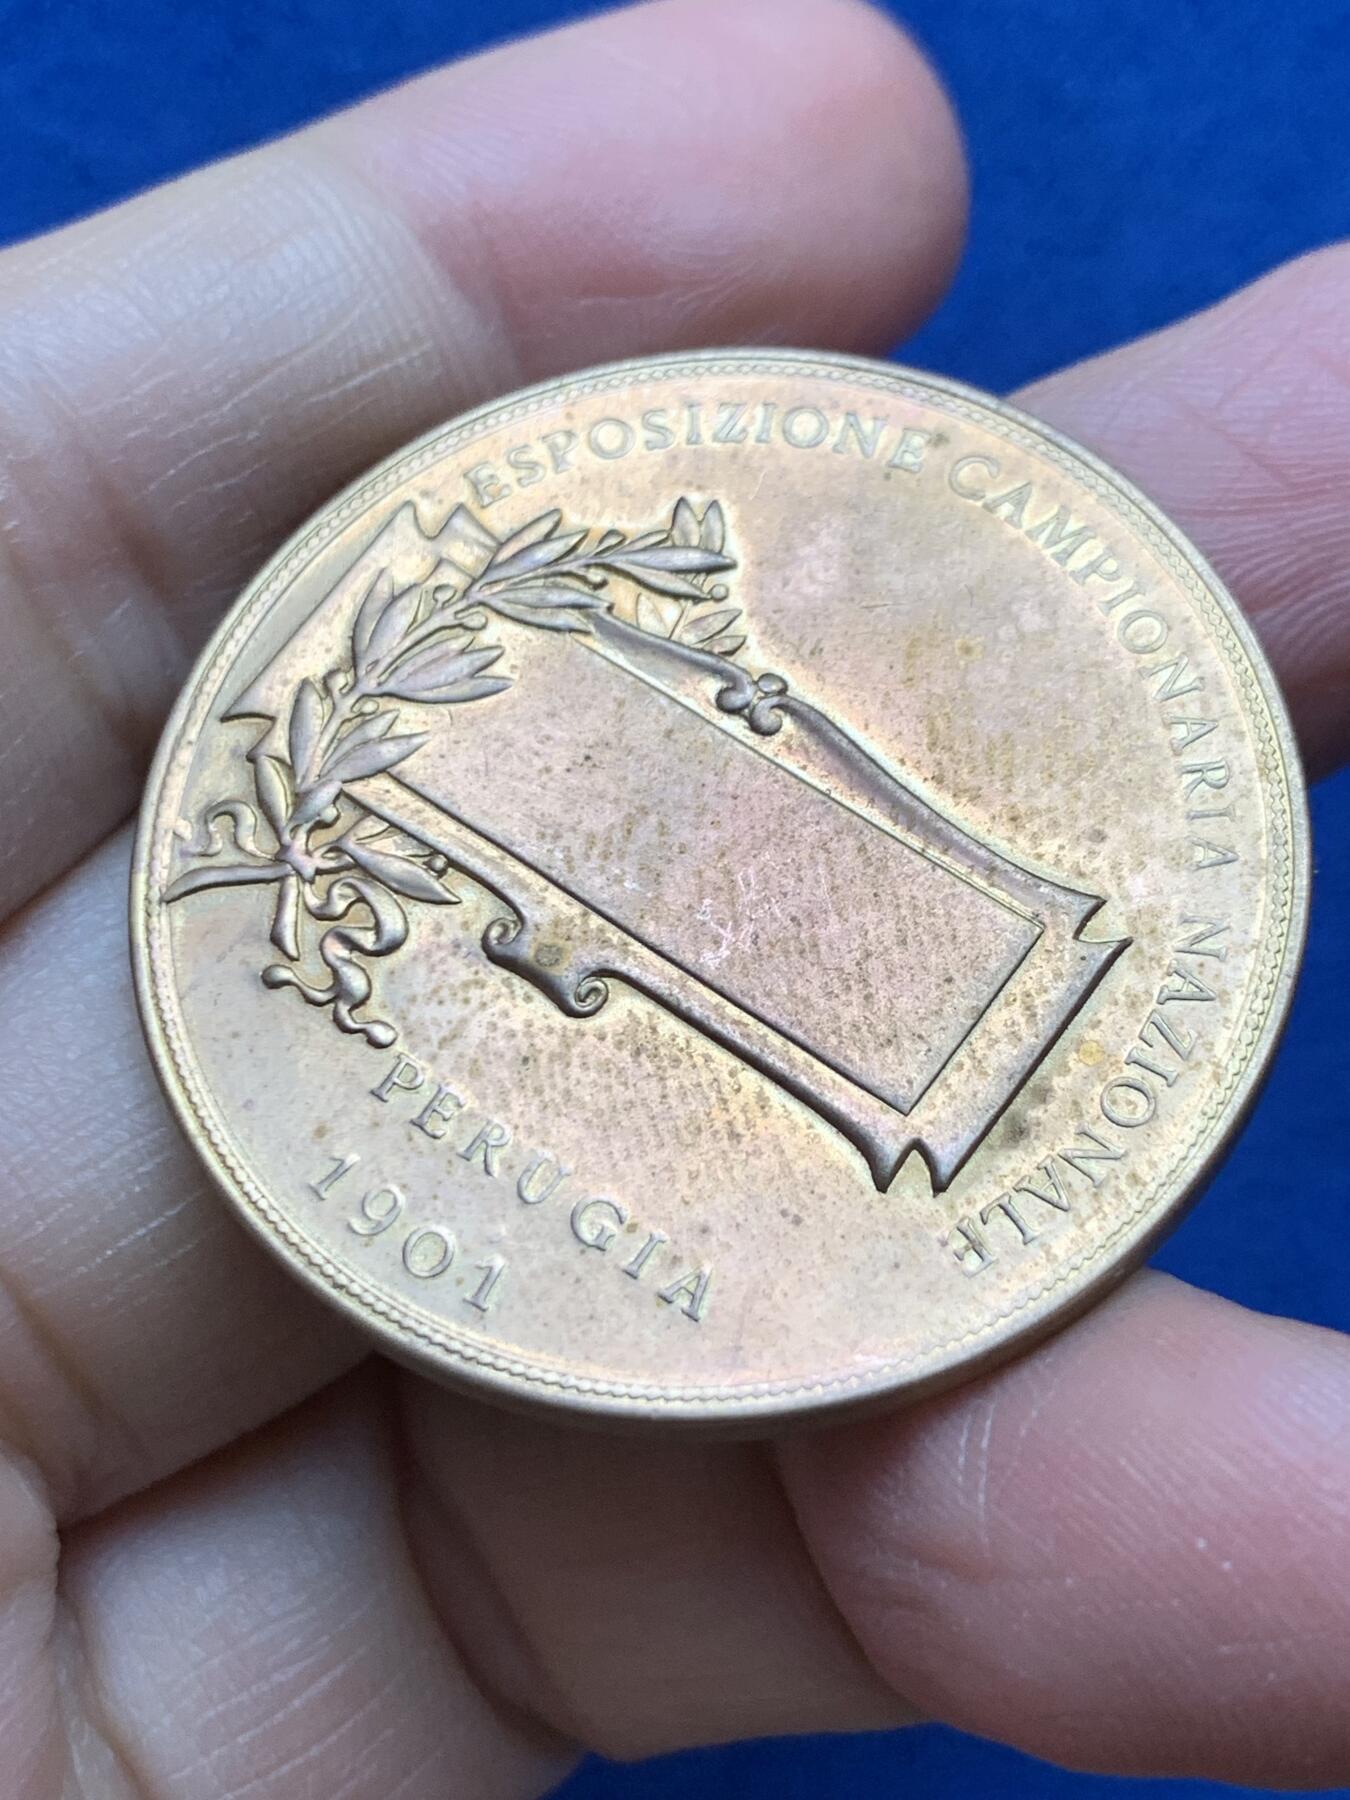 ESPOSIZIONE CAMPIONARIA NAZIONALE
PERUGIA
1901